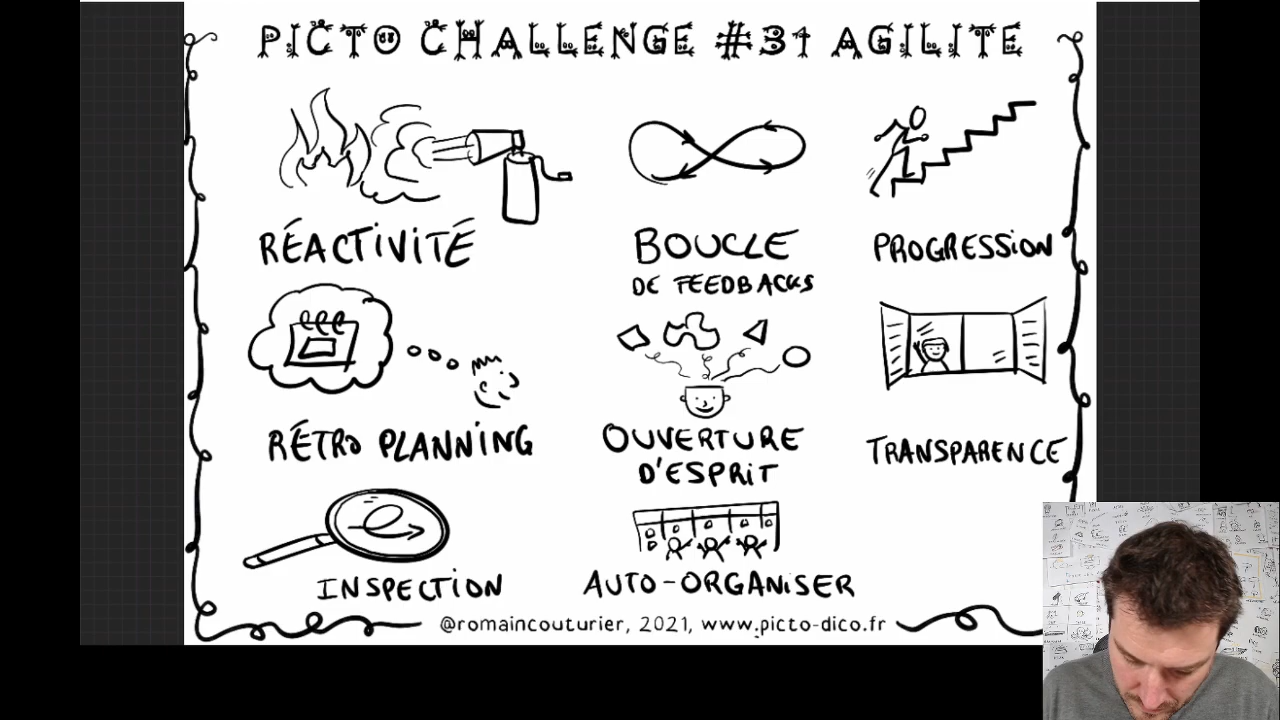 PICTO CHALLENGE #31 AGILITE
RÉACTIVITÉ
BOUCLE
DE FEEDBACKS
PROGRESSION
RÉTRO PLANNING
OUVERTURE
D'ESPRIT
TRANSPARENCE
INSPECTION
AUTO-ORGANISER
@romaincouturier, 2021, www.picto-dico.fr